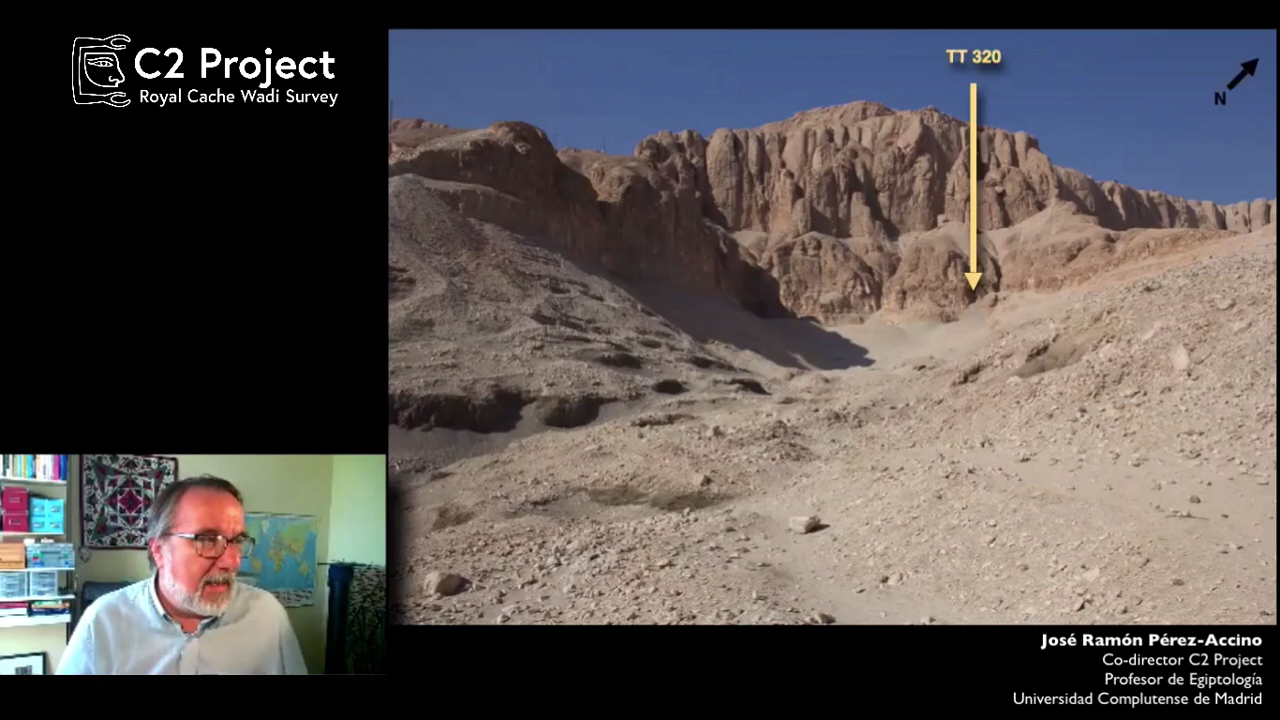 C2 Project
Royal Cache Wadi Survey
TT 320
N
José Ramón Pérez-Accino
Co-director C2 Project
Profesor de Egiptología
Universidad Complutense de Madrid